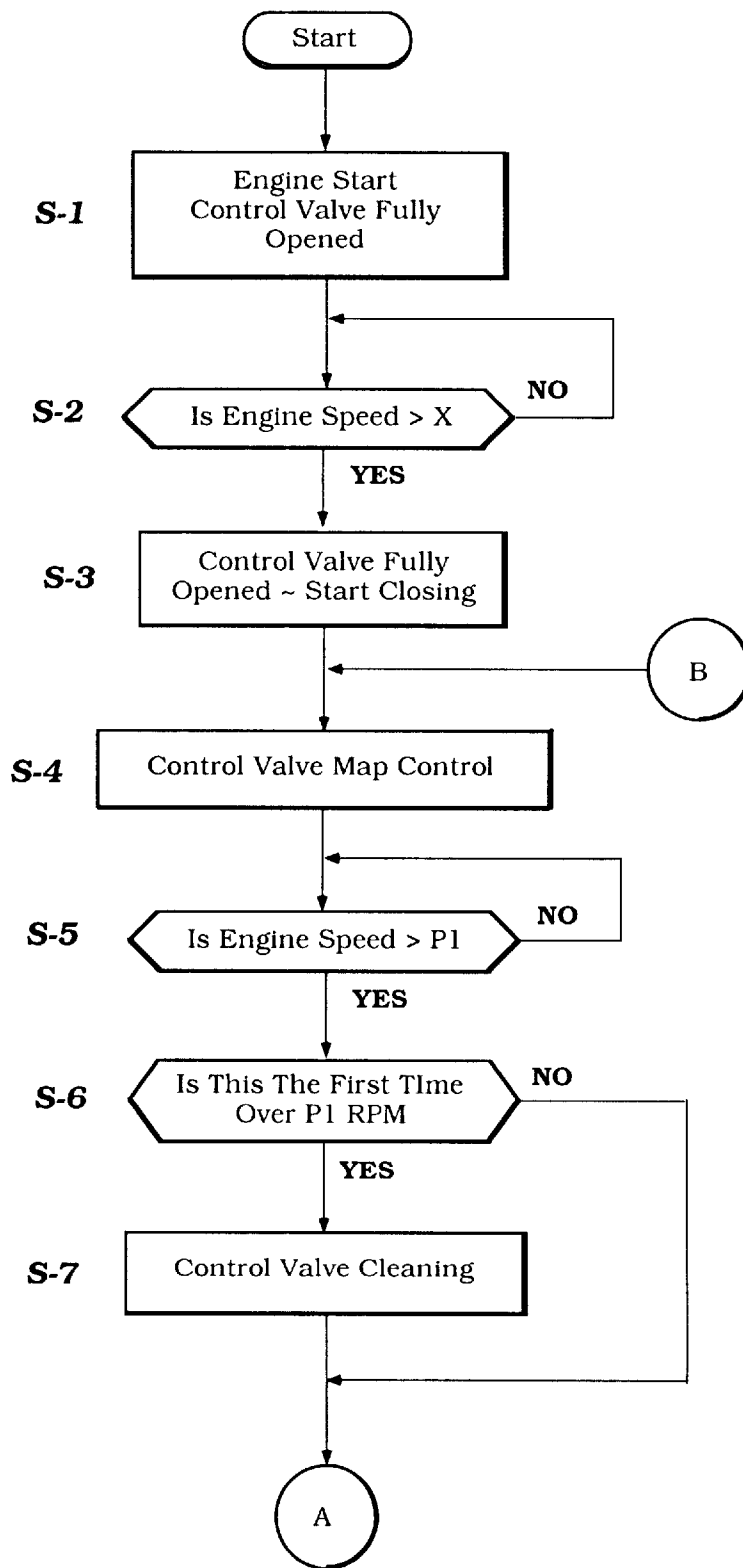 Start
S-1
Engine Start
Control Valve Fully
Opened
S-2
Is Engine Speed > X
NO
YES
S-3
Control Valve Fully
Opened ~ Start Closing
B
S-4
Control Valve Map Control
S-5
Is Engine Speed > P1
NO
YES
S-6
Is This The First TIme
Over P1 RPM
NO
YES
S-7
Control Valve Cleaning
A